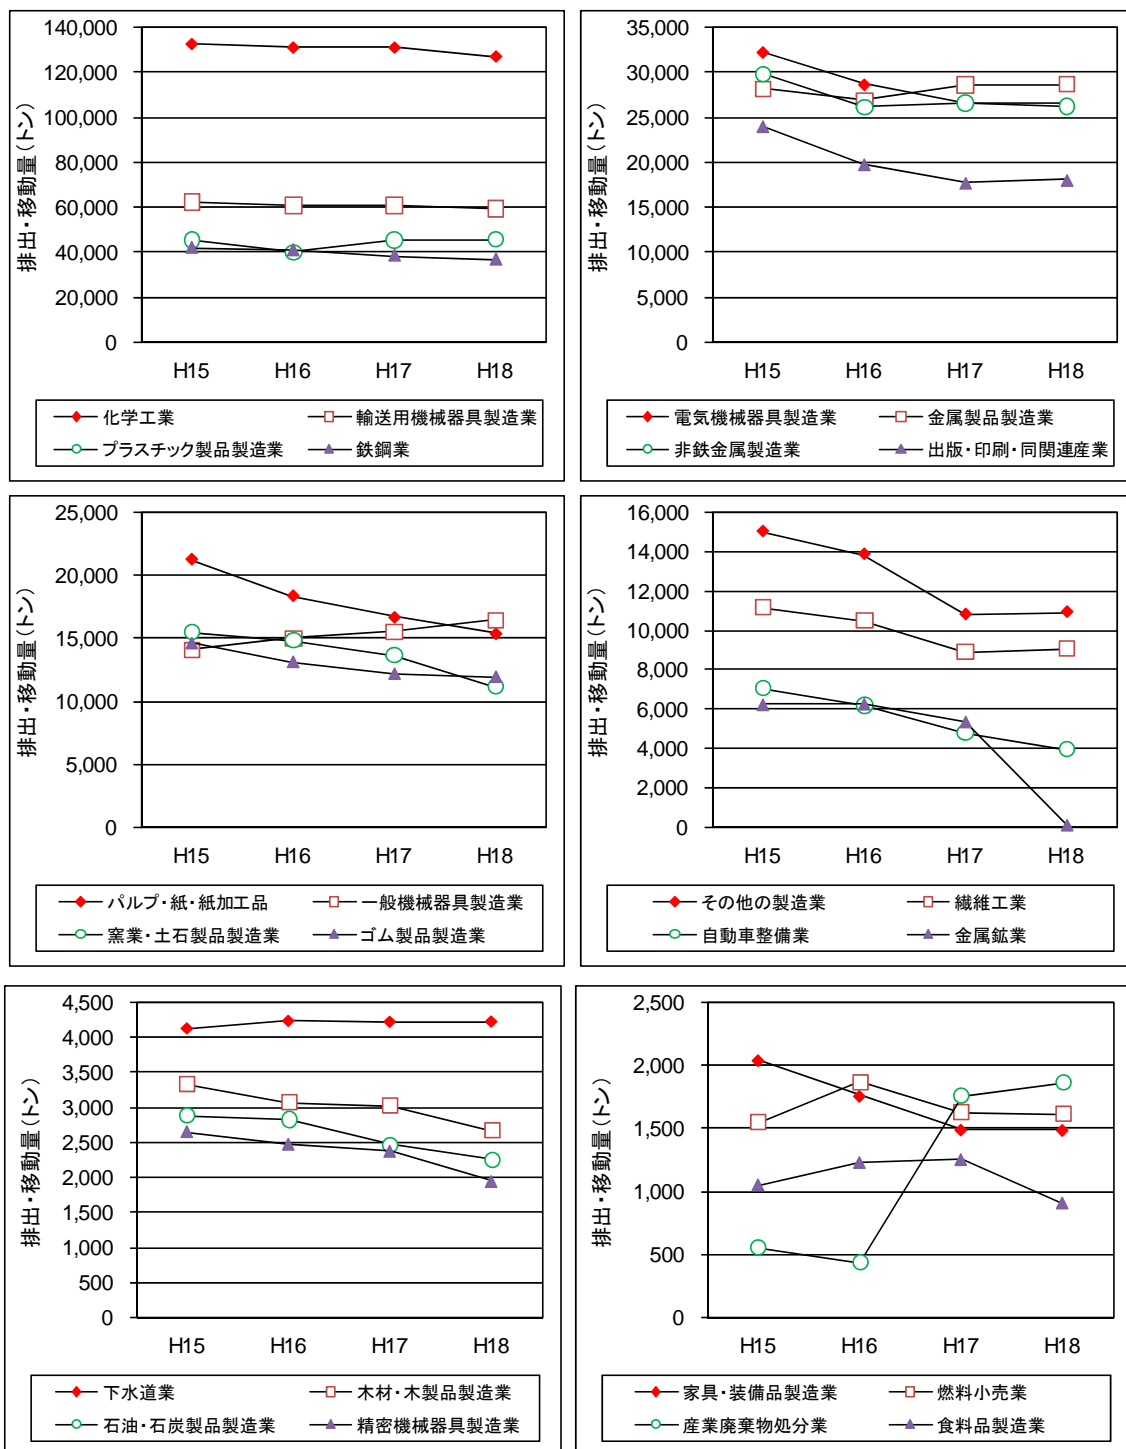 140,000
120,000
100,000
80,000
60,000
40,000
20,000
0
排出・移動量(トン)
H15 H16 H17 H18
化学工業 輸送用機械器具製造業
プラスチック製品製造業 鉄鋼業
35,000
30,000
25,000
20,000
15,000
10,000
5,000
0
排出・移動量(トン)
H15 H16 H17 H18
電気機械器具製造業 金属製品製造業
非鉄金属製造業 出版・印刷・同関連産業
25,000
20,000
15,000
10,000
5,000
0
排出・移動量(トン)
H15 H16 H17 H18
パルプ・紙・紙加工品 一般機械器具製造業
窯業・土石製品製造業 ゴム製品製造業
16,000
14,000
12,000
10,000
8,000
6,000
4,000
2,000
0
排出・移動量(トン)
H15 H16 H17 H18
その他の製造業 繊維工業
自動車整備業 金属鉱業
4,500
4,000
3,500
3,000
2,500
2,000
1,500
1,000
500
0
排出・移動量(トン)
H15 H16 H17 H18
下水道業 木材・木製品製造業
石油・石炭製品製造業 精密機械器具製造業
2,500
2,000
1,500
1,000
500
0
排出・移動量(トン)
H15 H16 H17 H18
家具・装備品製造業 燃料小売業
産業廃棄物処分業 食料品製造業